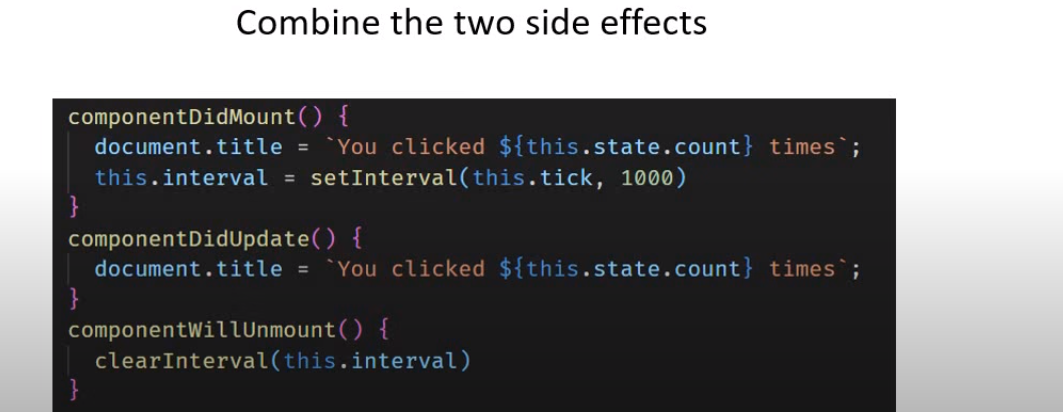 Combine the two side effects
componentDidMount() {
document.title = `You clicked ${this.state.count} times`;
this.interval = setInterval(this.tick, 1000)
}
componentDidUpdate() {
document.title = `You clicked ${this.state.count} times`;
}
componentWillUnmount() {
clearInterval(this.interval)
}